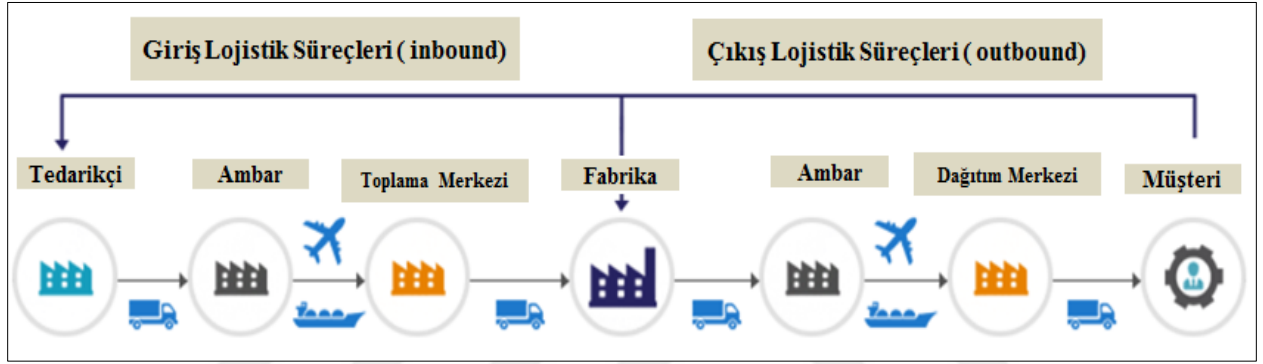 Giriş Lojistik Süreçleri ( inbound)
Çıkış Lojistik Süreçleri ( outbound)
Tedarikçi
Ambar
Toplama Merkezi
Fabrika
Ambar
Dağıtım Merkezi
Müşteri